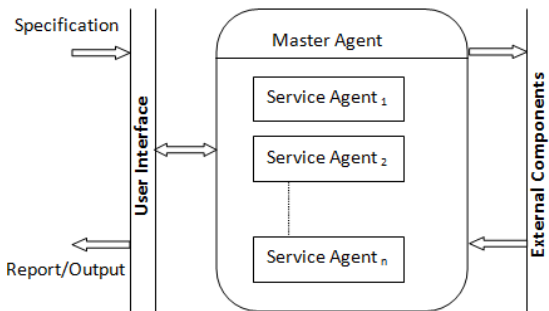 Specification
Master Agent
Service Agent 1
Service Agent 2
Service Agent n
User Interface
External Components
Report/Output